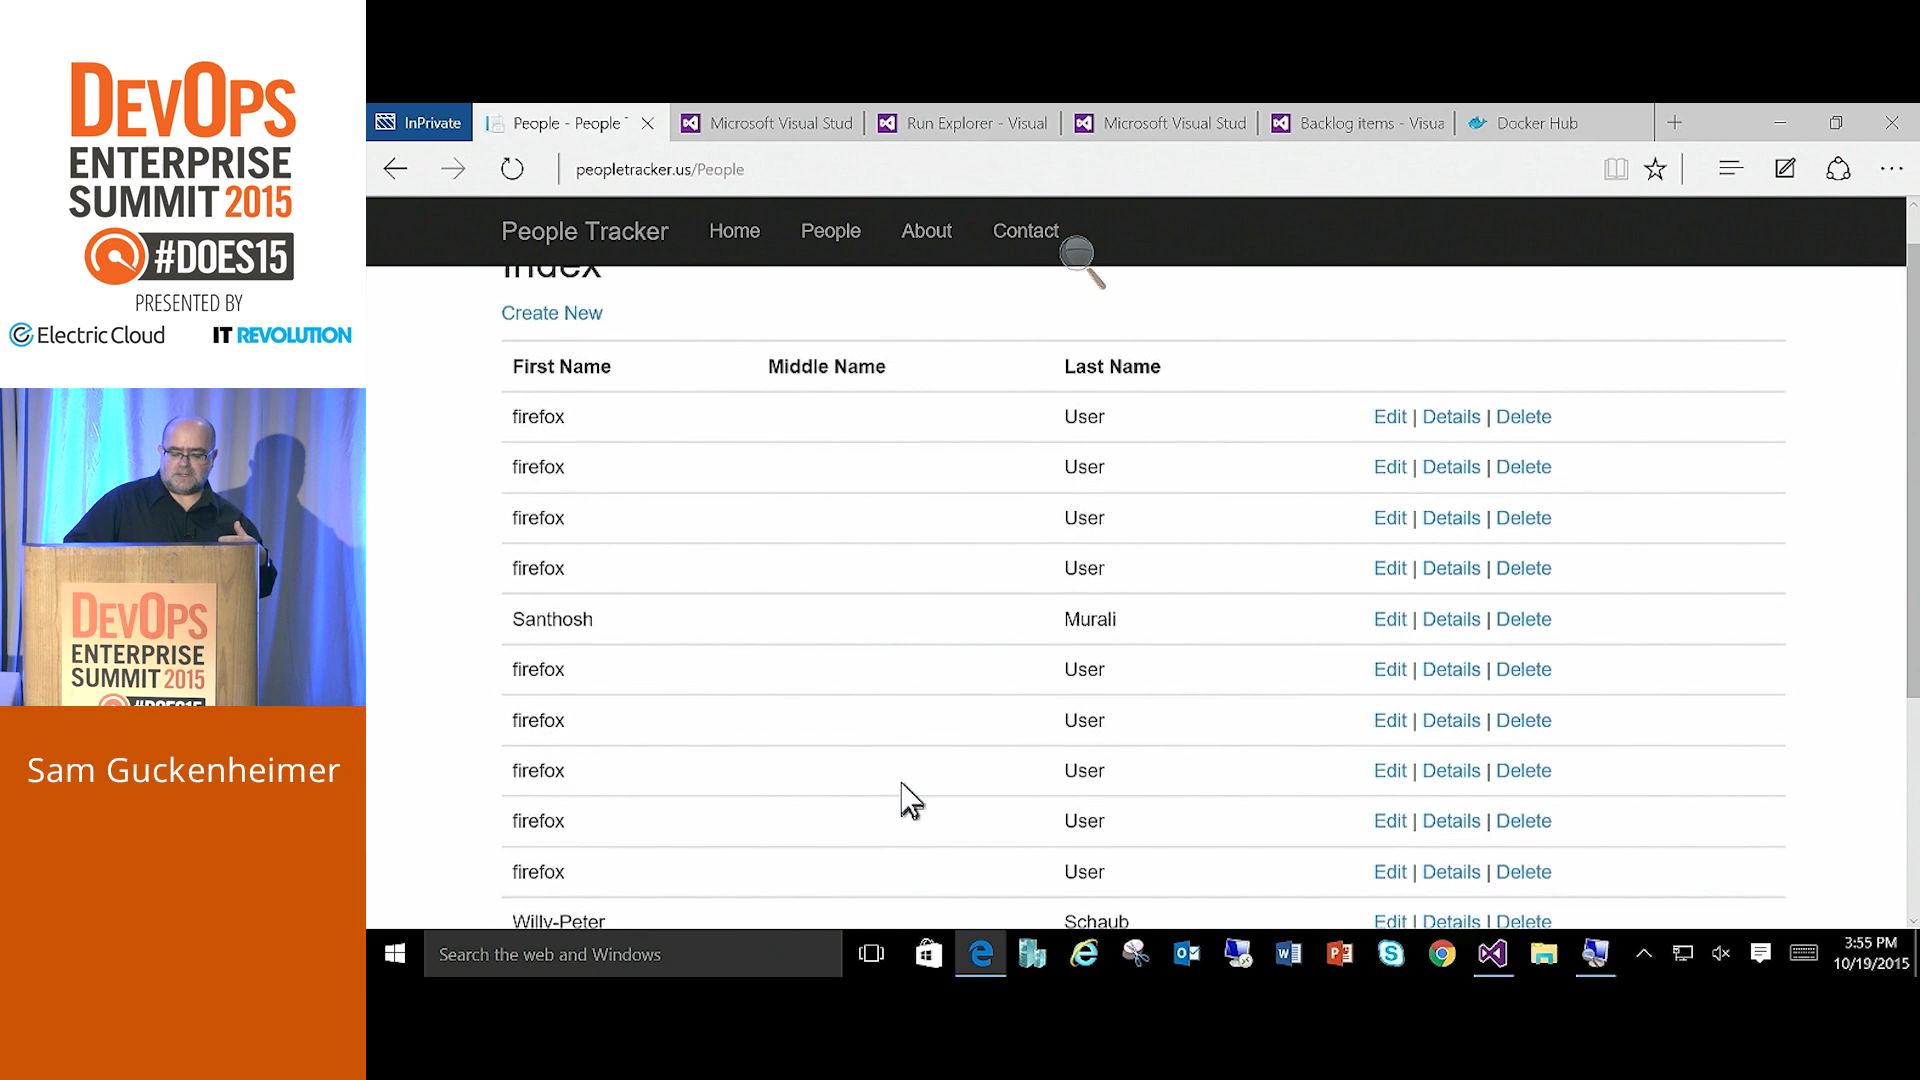 DEVOPS
ENTERPRISE
SUMMIT 2015
#DOES15
PRESENTED BY
Electric Cloud IT REVOLUTION
DEVOPS
ENTERPRISE
SUMMIT 2015
#DOES15
Sam Guckenheimer
InPrivate People - People Microsoft Visual Stud Run Explorer - Visual Microsoft Visual Stud Backlog items - Visua Docker Hub
peopletracker.us/People
People Tracker Home People About Contact
Index
Create New
First Name Middle Name Last Name
firefox User Edit | Details | Delete
firefox User Edit | Details | Delete
firefox User Edit | Details | Delete
firefox User Edit | Details | Delete
Santhosh Murali Edit | Details | Delete
firefox User Edit | Details | Delete
firefox User Edit | Details | Delete
firefox User Edit | Details | Delete
firefox User Edit | Details | Delete
firefox User Edit | Details | Delete
Willy-Peter Schaub Edit | Details | Delete
Search the web and Windows
3:55 PM
10/19/2015